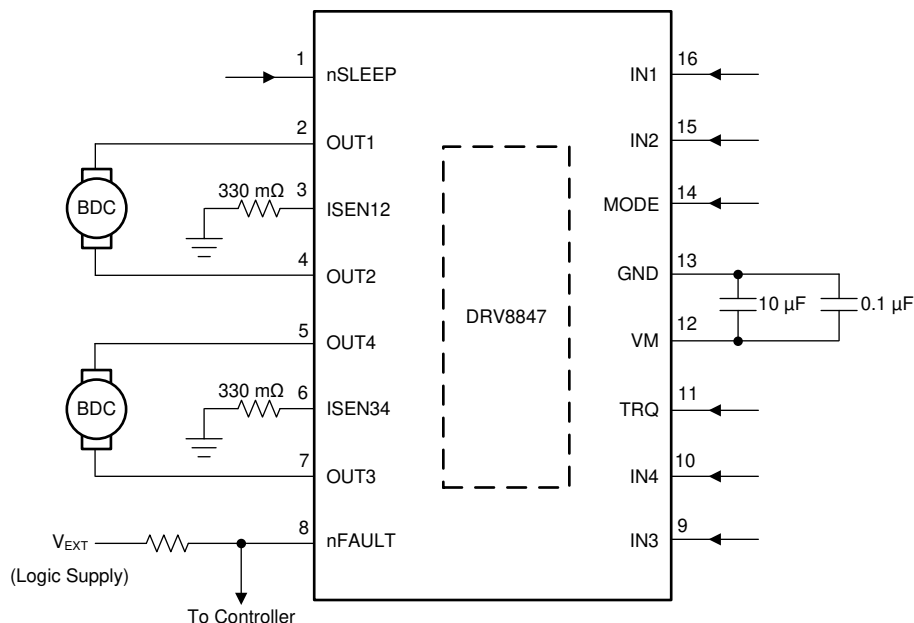 1
nSLEEP
2
OUT1
BDC
330 mΩ
3
ISEN12
4
OUT2
5
OUT4
BDC
330 mΩ
6
ISEN34
7
OUT3
VEXT
(Logic Supply)
8
nFAULT
To Controller
DRV8847
16
IN1
15
IN2
14
MODE
13
GND
10 µF
0.1 µF
12
VM
11
TRQ
10
IN4
9
IN3